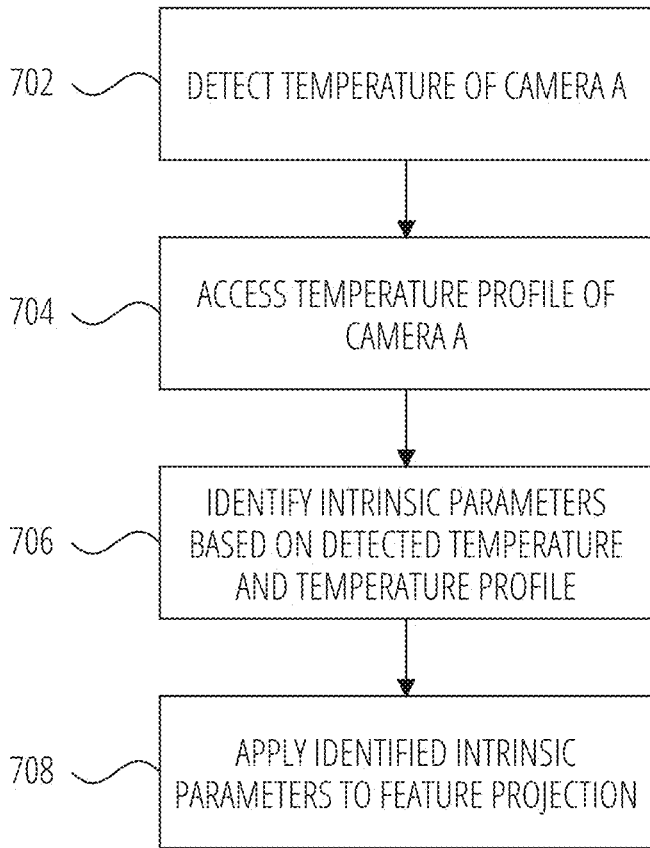 702
DETECT TEMPERATURE OF CAMERA A
704
ACCESS TEMPERATURE PROFILE OF
CAMERA A
706
IDENTIFY INTRINSIC PARAMETERS
BASED ON DETECTED TEMPERATURE
AND TEMPERATURE PROFILE
708
APPLY IDENTIFIED INTRINSIC
PARAMETERS TO FEATURE PROJECTION